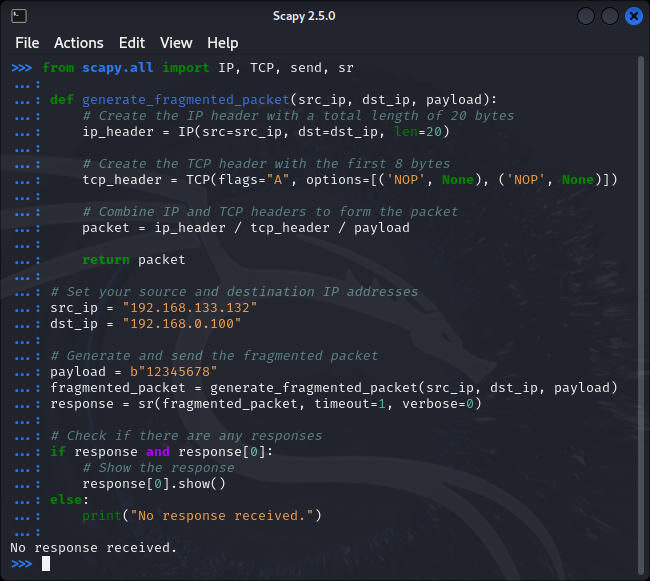 Scapy 2.5.0
File Actions Edit View Help
>>> from scapy.all import IP, TCP, send, sr
...:
...: def generate_fragmented_packet(src_ip, dst_ip, payload):
...:     # Create the IP header with a total length of 20 bytes
...:     ip_header = IP(src=src_ip, dst=dst_ip, len=20)
...:
...:     # Create the TCP header with the first 8 bytes
...:     tcp_header = TCP(flags="A", options=[('NOP', None), ('NOP', None)])
...:
...:     # Combine IP and TCP headers to form the packet
...:     packet = ip_header / tcp_header / payload
...:
...:     return packet
...:
...: # Set your source and destination IP addresses
...: src_ip = "192.168.133.132"
...: dst_ip = "192.168.0.100"
...:
...: # Generate and send the fragmented packet
...: payload = b"12345678"
...: fragmented_packet = generate_fragmented_packet(src_ip, dst_ip, payload)
...: response = sr(fragmented_packet, timeout=1, verbose=0)
...:
...: # Check if there are any responses
...: if response and response[0]:
...:     # Show the response
...:     response[0].show()
...: else:
...:     print("No response received.")
...:
No response received.
>>>